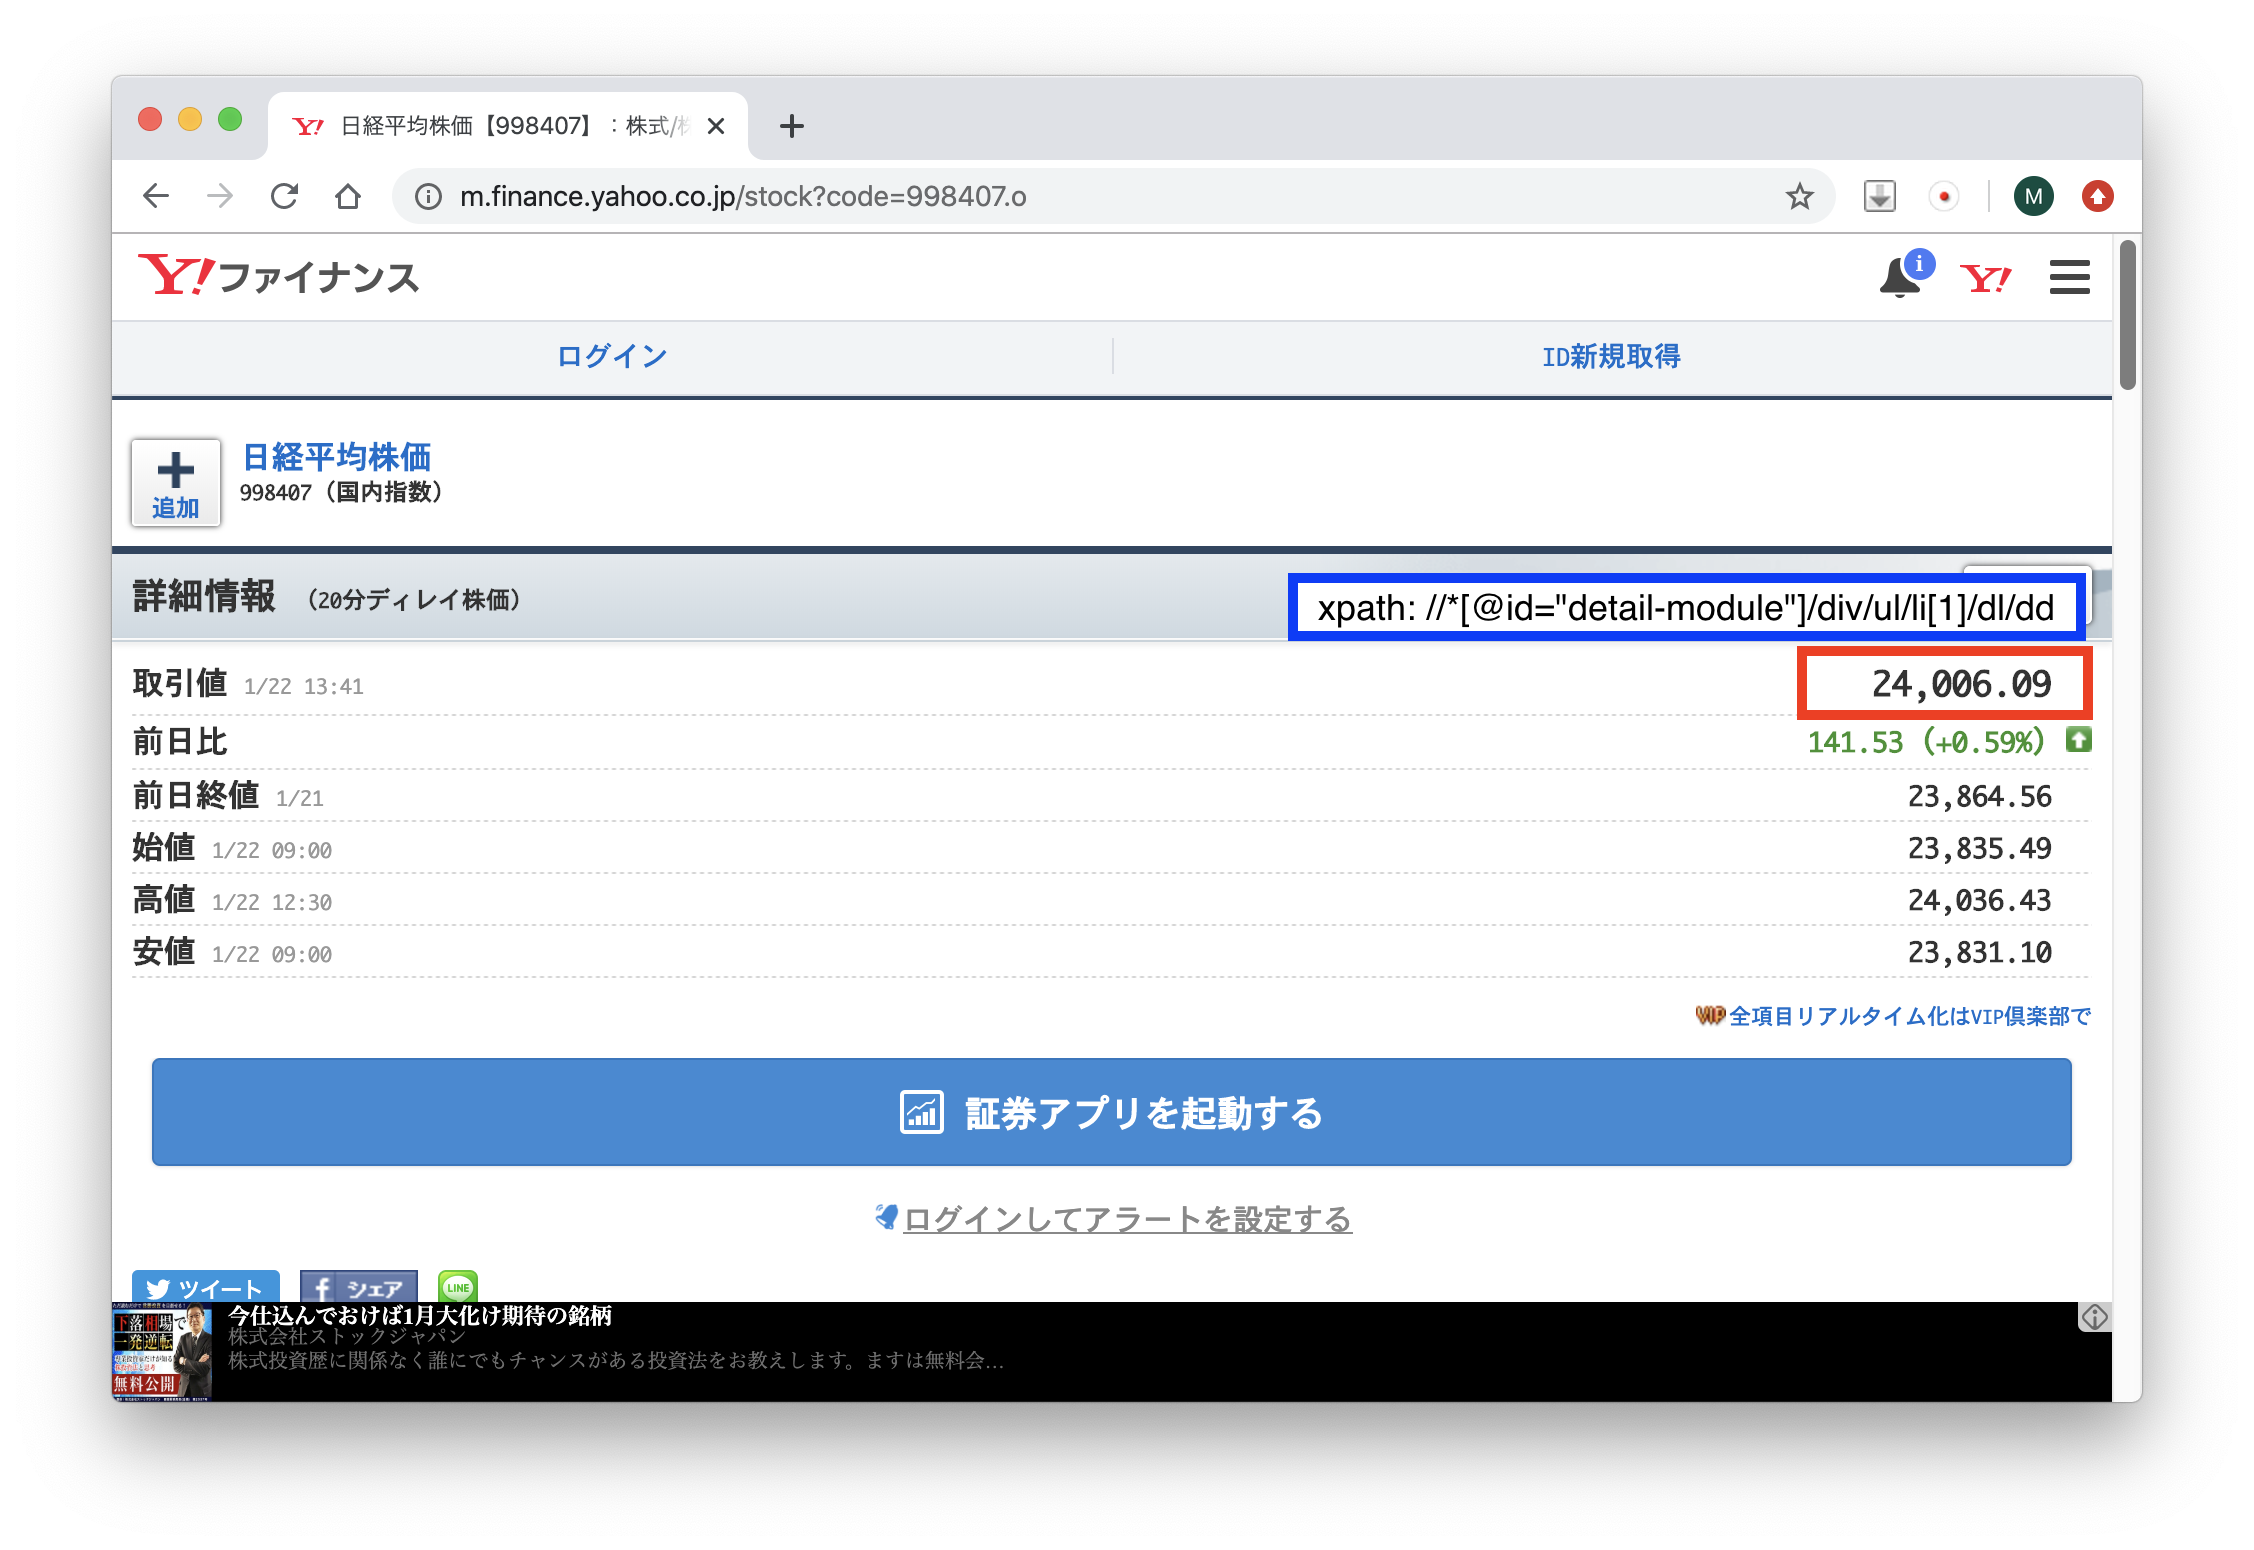 日経平均株価【998407】：株式/
m.finance.yahoo.co.jp/stock?code=998407.o
M
Y!ファイナンス
i
Y!
ログイン
ID新規取得
追加
日経平均株価
998407（国内指数）
詳細情報 （20分ディレイ株価）
xpath: //*[@id="detail-module"]/div/ul/li[1]/dl/dd
取引値 1/22 13:41 24,006.09
前日比 141.53 (+0.59%)
前日終値 1/21 23,864.56
始値 1/22 09:00 23,835.49
高値 1/22 12:30 24,036.43
安値 1/22 09:00 23,831.10
VIP 全項目リアルタイム化はVIP倶楽部で
証券アプリを起動する
ログインしてアラートを設定する
ツイート
f シェア
LINE
下落相場で
一発逆転
無料公開
今仕込んでおけば1月大化け期待の銘柄
株式会社ストックジャパン
株式投資歴に関係なく誰にでもチャンスがある投資法をお教えします。まずは無料会...